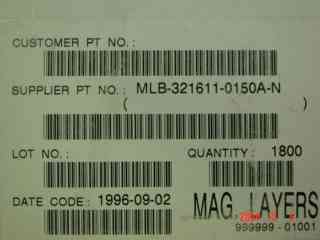 CUSTOMER PT NO.:
SUPPLIER PT NO.: MLB-321611-0150A-N
( )
LOT NO.: QUANTITY: 1800
DATE CODE: 1996-09-02 MAG LAYERS
999999-01001